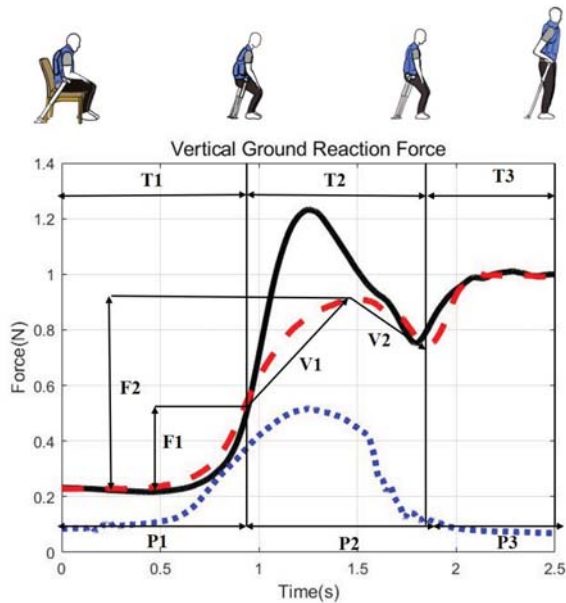 Vertical Ground Reaction Force
1.4
T1 T2 T3
1.2
1
0.8
F2
V1 V2
0.6
F1
0.4
0.2
P1 P2 P3
0
0 0.5 1 1.5 2 2.5
Force(N)
Time(s)